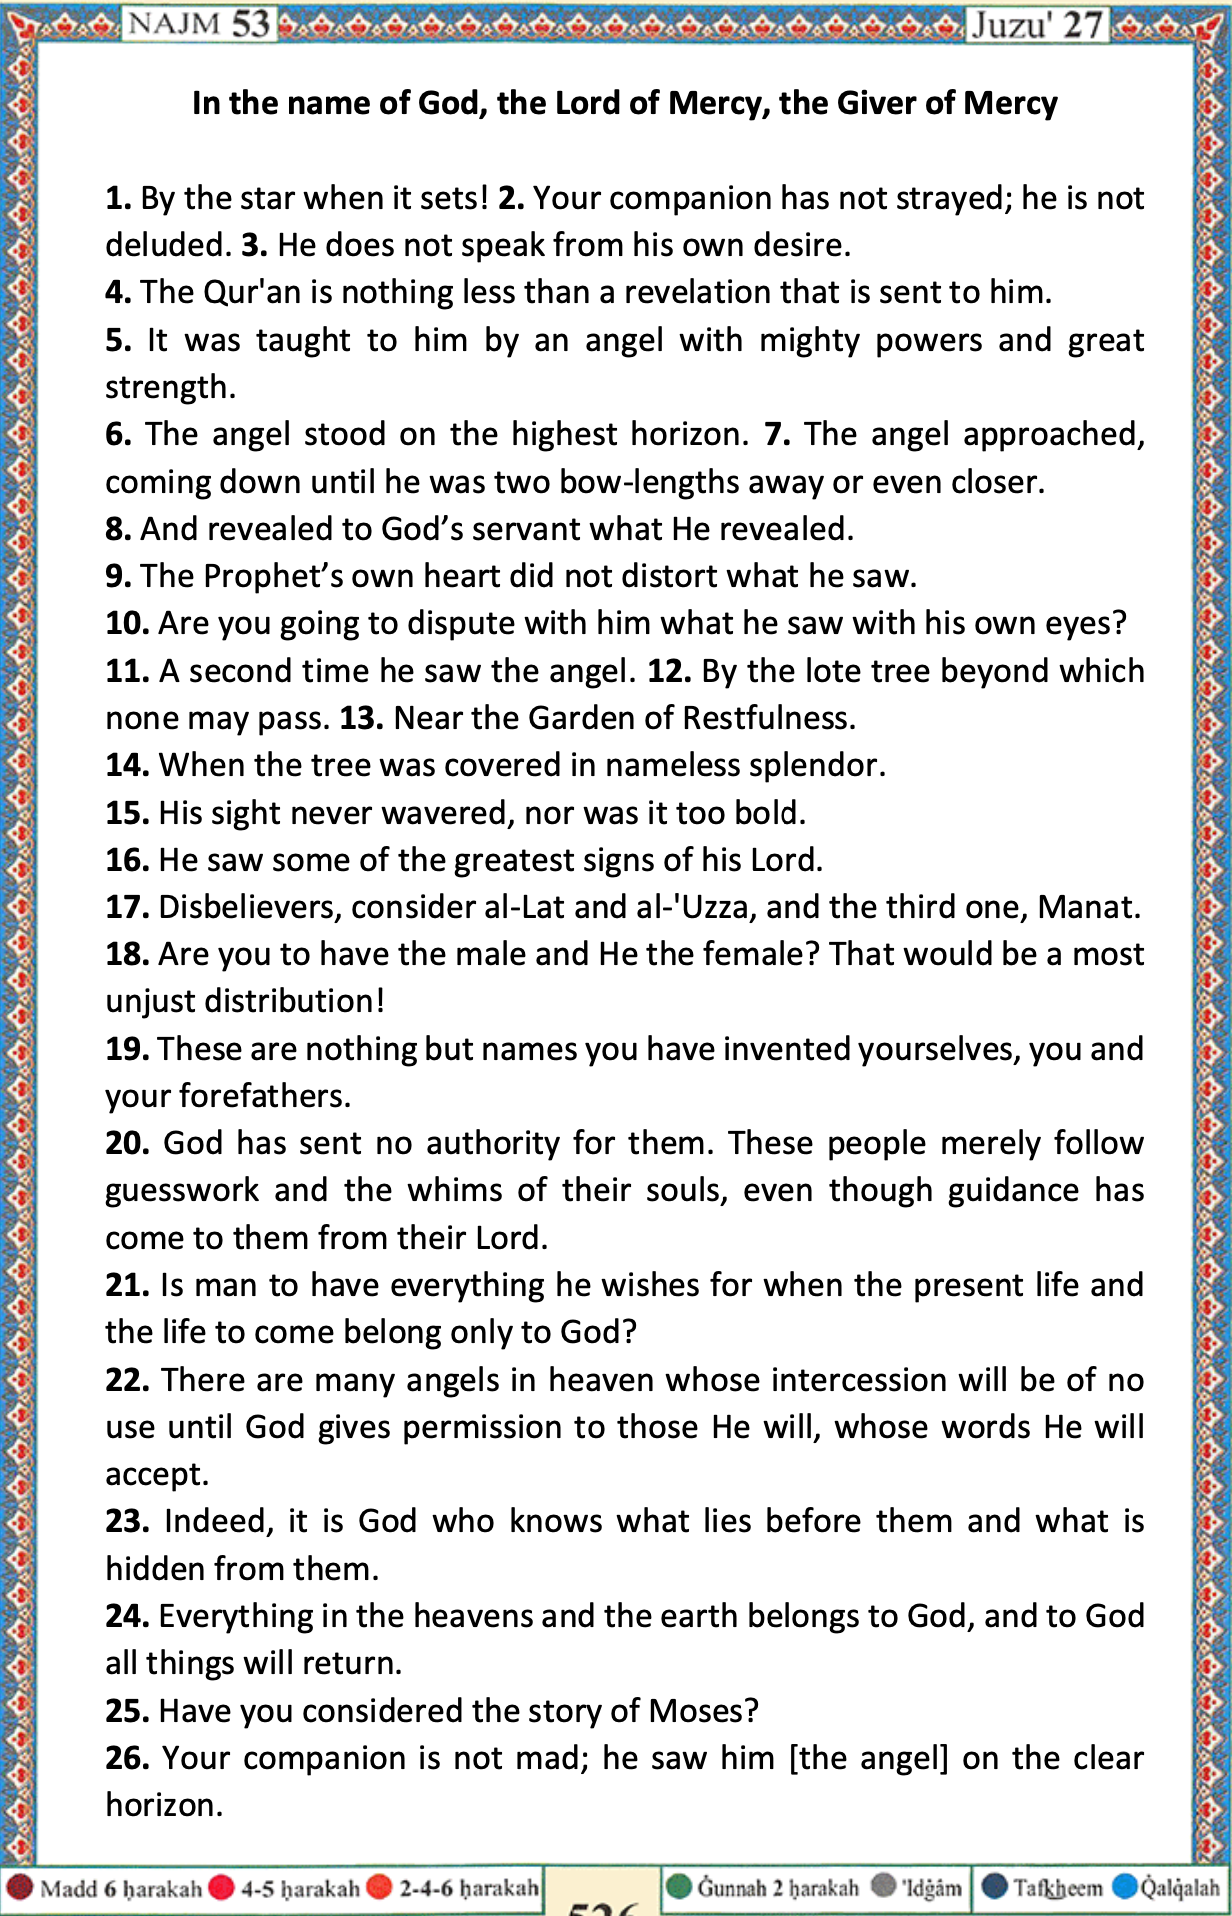 NAJM 53
Juzu' 27
In the name of God, the Lord of Mercy, the Giver of Mercy
1. By the star when it sets! 2. Your companion has not strayed; he is not
deluded. 3. He does not speak from his own desire.
4. The Qur'an is nothing less than a revelation that is sent to him.
5. It was taught to him by an angel with mighty powers and great
strength.
6. The angel stood on the highest horizon. 7. The angel approached,
coming down until he was two bow-lengths away or even closer.
8. And revealed to God’s servant what He revealed.
9. The Prophet’s own heart did not distort what he saw.
10. Are you going to dispute with him what he saw with his own eyes?
11. A second time he saw the angel. 12. By the lote tree beyond which
none may pass. 13. Near the Garden of Restfulness.
14. When the tree was covered in nameless splendor.
15. His sight never wavered, nor was it too bold.
16. He saw some of the greatest signs of his Lord.
17. Disbelievers, consider al-Lat and al-'Uzza, and the third one, Manat.
18. Are you to have the male and He the female? That would be a most
unjust distribution!
19. These are nothing but names you have invented yourselves, you and
your forefathers.
20. God has sent no authority for them. These people merely follow
guesswork and the whims of their souls, even though guidance has
come to them from their Lord.
21. Is man to have everything he wishes for when the present life and
the life to come belong only to God?
22. There are many angels in heaven whose intercession will be of no
use until God gives permission to those He will, whose words He will
accept.
23. Indeed, it is God who knows what lies before them and what is
hidden from them.
24. Everything in the heavens and the earth belongs to God, and to God
all things will return.
25. Have you considered the story of Moses?
26. Your companion is not mad; he saw him [the angel] on the clear
horizon.
Madd 6 ḥarakah 4-5 ḥarakah 2-4-6 ḥarakah
Ġunnah 2 ḥarakah 'Idġâm Tafkheem Qalqalah
526